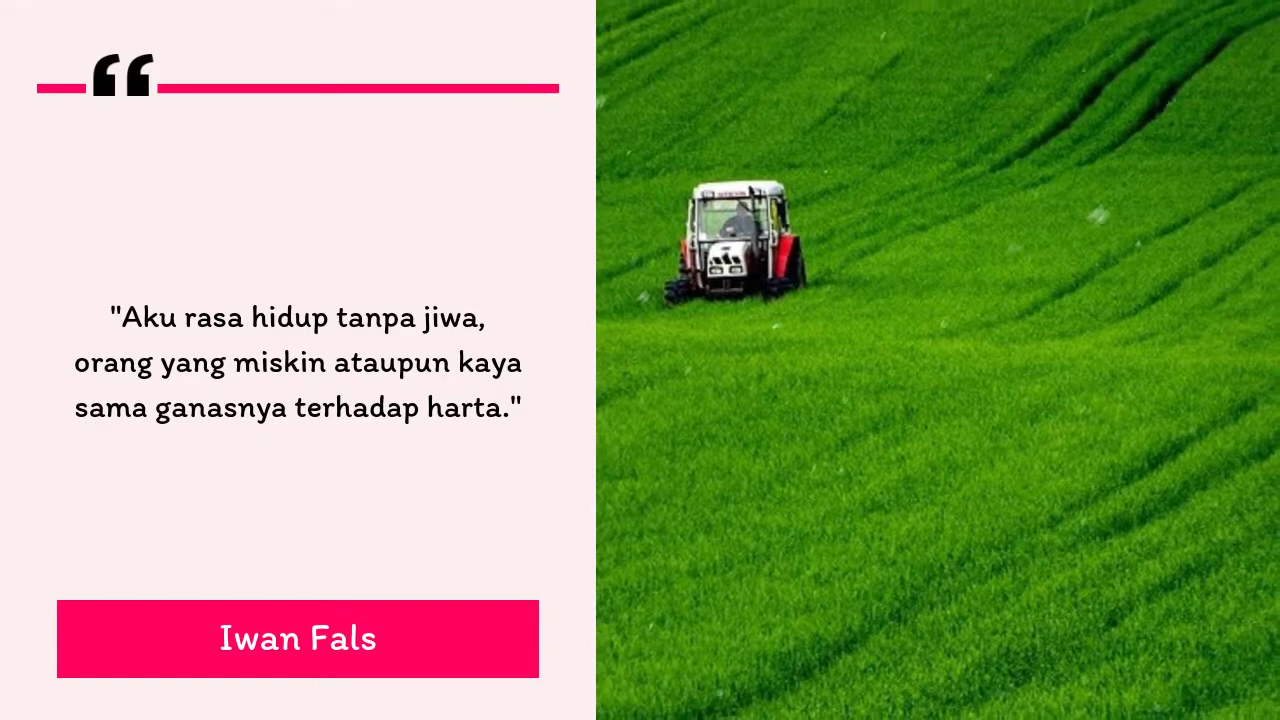 "Aku rasa hidup tanpa jiwa,
orang yang miskin ataupun kaya
sama ganasnya terhadap harta."
Iwan Fals